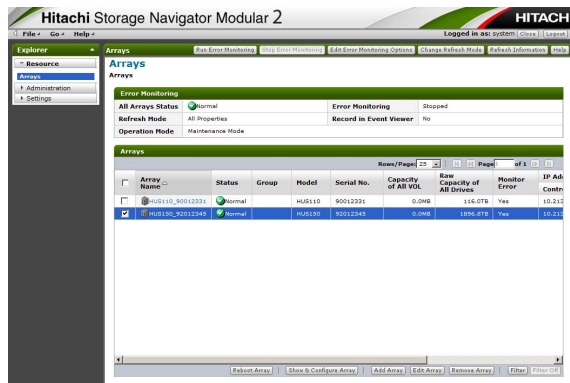 Hitachi Storage Navigator Modular 2
HITACH
File Go Help
Logged in as: system Close Logout
Explorer
Arrays
Run Error Monitoring Stop Error Monitoring Edit Error Monitoring Options Change Refresh Mode Refresh Information Help
Resource
Arrays
Administration
Settings
Arrays
Arrays
Error Monitoring
All Arrays Status Normal Error Monitoring Stopped
Refresh Mode All Properties Record in Event Viewer No
Operation Mode Maintenance Mode
Arrays
Rows/Page: 25 Page 1 of 1
Array Name Status Group Model Serial No. Capacity of All VOL Raw Capacity of All Drives Monitor Error IP Ad
Contr
HUS110_90012331 Normal HUS110 90012331 0.0MB 116.0TB Yes 10.213
HUS150_92012345 Normal HUS150 92012345 0.0MB 1896.8TB Yes 10.213
Reboot Array Show & Configure Array Add Array Edit Array Remove Array Filter Filter Off